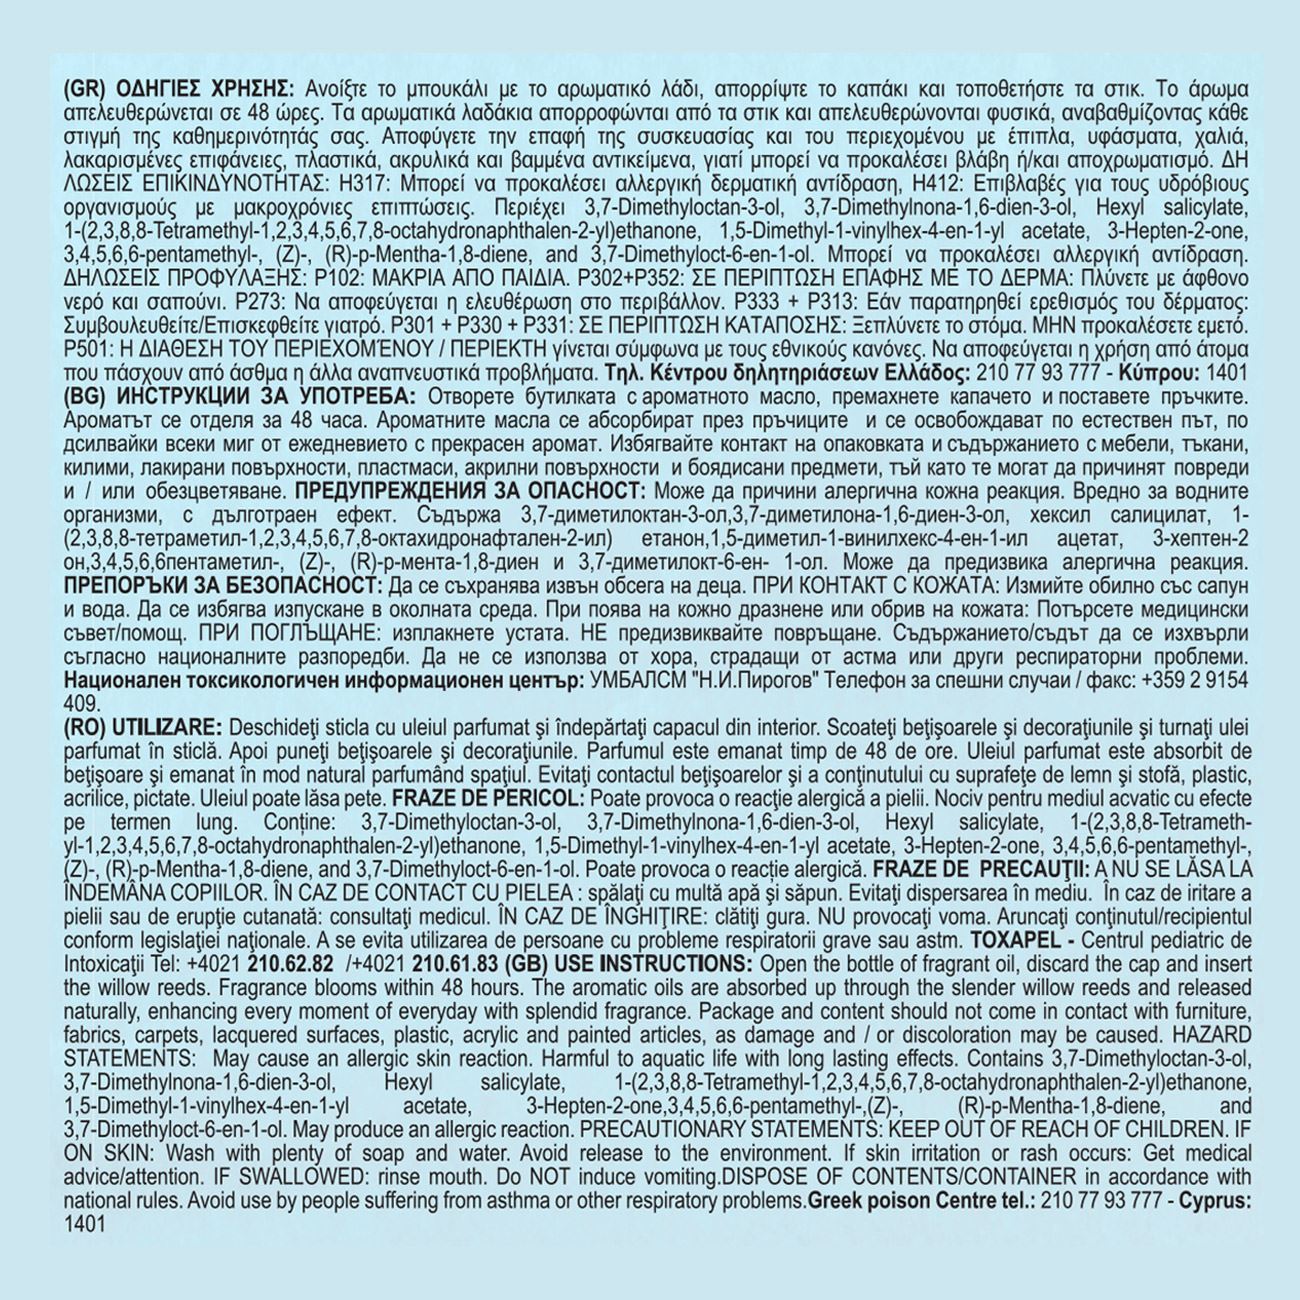 (GR) ΟΔΗΓΙΕΣ ΧΡΗΣΗΣ: Ανοίξτε το μπουκάλι με το αρωματικό λάδι, απορρίψτε το καπάκι και τοποθετήστε τα στικ. Το άρωμα
απελευθερώνεται σε 48 ώρες. Τα αρωματικά λαδάκια απορροφώνται από τα στικ και απελευθερώνονται φυσικά, αναβαθμίζοντας κάθε
στιγμή της καθημερινότητάς σας. Αποφύγετε την επαφή της συσκευασίας και του περιεχομένου με έπιπλα, υφάσματα, χαλιά,
λακαρισμένες επιφάνειες, πλαστικά, ακρυλικά και βαμμένα αντικείμενα, γιατί μπορεί να προκαλέσει βλάβη ή/και αποχρωματισμό. ΔΗ
ΛΩΣΕΙΣ ΕΠΙΚΙΝΔΥΝΟΤΗΤΑΣ: H317: Μπορεί να προκαλέσει αλλεργική δερματική αντίδραση, H412: Επιβλαβές για τους υδρόβιους
οργανισμούς με μακροχρόνιες επιπτώσεις. Περιέχει 3,7-Dimethyloctan-3-ol, 3,7-Dimethylnona-1,6-dien-3-ol, Hexyl salicylate,
1-(2,3,8,8-Tetramethyl-1,2,3,4,5,6,7,8-octahydronaphthalen-2-yl)ethanone, 1,5-Dimethyl-1-vinylhex-4-en-1-yl acetate, 3-Hepten-2-one,
3,4,5,6,6-pentamethyl-, (Z)-, (R)-p-Mentha-1,8-diene, and 3,7-Dimethyloct-6-en-1-ol. Μπορεί να προκαλέσει αλλεργική αντίδραση.
ΔΗΛΩΣΕΙΣ ΠΡΟΦΥΛΑΞΗΣ: P102: ΜΑΚΡΙΑ ΑΠΟ ΠΑΙΔΙΑ. P302+P352: ΣΕ ΠΕΡΙΠΤΩΣΗ ΕΠΑΦΗΣ ΜΕ ΤΟ ΔΕΡΜΑ: Πλύνετε με άφθονο
νερό και σαπούνι. P273: Να αποφεύγεται η ελευθέρωση στο περιβάλλον. P333 + P313: Εάν παρατηρηθεί ερεθισμός του δέρματος:
Συμβουλευθείτε/Επισκεφθείτε γιατρό. P301 + P330 + P331: ΣΕ ΠΕΡΙΠΤΩΣΗ ΚΑΤΑΠΟΣΗΣ: Ξεπλύνετε το στόμα. ΜΗΝ προκαλέσετε εμετό.
P501: Η ΔΙΑΘΕΣΗ ΤΟΥ ΠΕΡΙΕΧΟΜΈΝΟΥ / ΠΕΡΙΕΚΤΗ γίνεται σύμφωνα με τους εθνικούς κανόνες. Να αποφεύγεται η χρήση από άτομα
που πάσχουν από άσθμα η άλλα αναπνευστικά προβλήματα. Τηλ. Κέντρου δηλητηριάσεων Ελλάδος: 210 77 93 777 - Κύπρου: 1401
(BG) ИНСТРУКЦИИ ЗА УПОТРЕБА: Отворете бутилката с ароматното масло, премахнете капачето и поставете пръчките.
Ароматът се отделя за 48 часа. Ароматните масла се абсорбират през пръчиците и се освобождават по естествен път, по
дсилвайки всеки миг от ежедневието с прекрасен аромат. Избягвайте контакт на опаковката и съдържанието с мебели, тъкани,
килими, лакирани повърхности, пластмаси, акрилни повърхности и боядисани предмети, тъй като те могат да причинят повреди
и / или обезцветяване. ПРЕДУПРЕЖДЕНИЯ ЗА ОПАСНОСТ: Може да причини алергична кожна реакция. Вредно за водните
организми, с дълготраен ефект. Съдържа 3,7-диметилоктан-3-ол,3,7-диметилона-1,6-диен-3-ол, хексил салицилат, 1-
(2,3,8,8-тетраметил-1,2,3,4,5,6,7,8-октахидронафтален-2-ил) етанон,1,5-диметил-1-винилхекс-4-ен-1-ил ацетат, 3-хептен-2
он,3,4,5,6,6пентаметил-, (Z)-, (R)-р-мента-1,8-диен и 3,7-диметилокт-6-ен- 1-ол. Може да предизвика алергична реакция.
ПРЕПОРЪКИ ЗА БЕЗОПАСНОСТ: Да се съхранява извън обсега на деца. ПРИ КОНТАКТ С КОЖАТА: Измийте обилно със сапун
и вода. Да се избягва изпускане в околната среда. При поява на кожно дразнене или обрив на кожата: Потърсете медицински
съвет/помощ. ПРИ ПОГЛЪЩАНЕ: изплакнете устата. НЕ предизвиквайте повръщане. Съдържанието/съдът да се изхвърли
съгласно националните разпоредби. Да не се използва от хора, страдащи от астма или други респираторни проблеми.
Национален токсикологичен информационен център: УМБАЛСМ "Н.И.Пирогов" Телефон за спешни случаи / факс: +359 2 9154
409.
(RO) UTILIZARE: Deschideţi sticla cu uleiul parfumat şi îndepărtaţi capacul din interior. Scoateţi beţişoarele şi decoraţiunile şi turnaţi ulei
parfumat în sticlă. Apoi puneţi beţişoarele şi decoraţiunile. Parfumul este emanat timp de 48 de ore. Uleiul parfumat este absorbit de
beţişoare şi emanat în mod natural parfumând spaţiul. Evitaţi contactul beţişoarelor şi a conţinutului cu suprafeţe de lemn şi stofă, plastic,
acrilice, pictate. Uleiul poate lăsa pete. FRAZE DE PERICOL: Poate provoca o reacţie alergică a pielii. Nociv pentru mediul acvatic cu efecte
pe termen lung. Conține: 3,7-Dimethyloctan-3-ol, 3,7-Dimethylnona-1,6-dien-3-ol, Hexyl salicylate, 1-(2,3,8,8-Tetrameth-
yl-1,2,3,4,5,6,7,8-octahydronaphthalen-2-yl)ethanone, 1,5-Dimethyl-1-vinylhex-4-en-1-yl acetate, 3-Hepten-2-one, 3,4,5,6,6-pentamethyl-,
(Z)-, (R)-p-Mentha-1,8-diene, and 3,7-Dimethyloct-6-en-1-ol. Poate provoca o reacție alergică. FRAZE DE PRECAUŢII: A NU SE LĂSA LA
ÎNDEMÂNA COPIILOR. ÎN CAZ DE CONTACT CU PIELEA : spălaţi cu multă apă şi săpun. Evitaţi dispersarea în mediu. În caz de iritare a
pielii sau de erupţie cutanată: consultaţi medicul. ÎN CAZ DE ÎNGHIŢIRE: clătiţi gura. NU provocaţi voma. Aruncaţi conţinutul/recipientul
conform legislaţiei naţionale. A se evita utilizarea de persoane cu probleme respiratorii grave sau astm. TOXAPEL - Centrul pediatric de
Intoxicaţii Tel: +4021 210.62.82 /+4021 210.61.83 (GB) USE INSTRUCTIONS: Open the bottle of fragrant oil, discard the cap and insert
the willow reeds. Fragrance blooms within 48 hours. The aromatic oils are absorbed up through the slender willow reeds and released
naturally, enhancing every moment of everyday with splendid fragrance. Package and content should not come in contact with furniture,
fabrics, carpets, lacquered surfaces, plastic, acrylic and painted articles, as damage and / or discoloration may be caused. HAZARD
STATEMENTS: May cause an allergic skin reaction. Harmful to aquatic life with long lasting effects. Contains 3,7-Dimethyloctan-3-ol,
3,7-Dimethylnona-1,6-dien-3-ol, Hexyl salicylate, 1-(2,3,8,8-Tetramethyl-1,2,3,4,5,6,7,8-octahydronaphthalen-2-yl)ethanone,
1,5-Dimethyl-1-vinylhex-4-en-1-yl acetate, 3-Hepten-2-one,3,4,5,6,6-pentamethyl-,(Z)-, (R)-p-Mentha-1,8-diene, and
3,7-Dimethyloct-6-en-1-ol. May produce an allergic reaction. PRECAUTIONARY STATEMENTS: KEEP OUT OF REACH OF CHILDREN. IF
ON SKIN: Wash with plenty of soap and water. Avoid release to the environment. If skin irritation or rash occurs: Get medical
advice/attention. IF SWALLOWED: rinse mouth. Do NOT induce vomiting.DISPOSE OF CONTENTS/CONTAINER in accordance with
national rules. Avoid use by people suffering from asthma or other respiratory problems.Greek poison Centre tel.: 210 77 93 777 - Cyprus:
1401